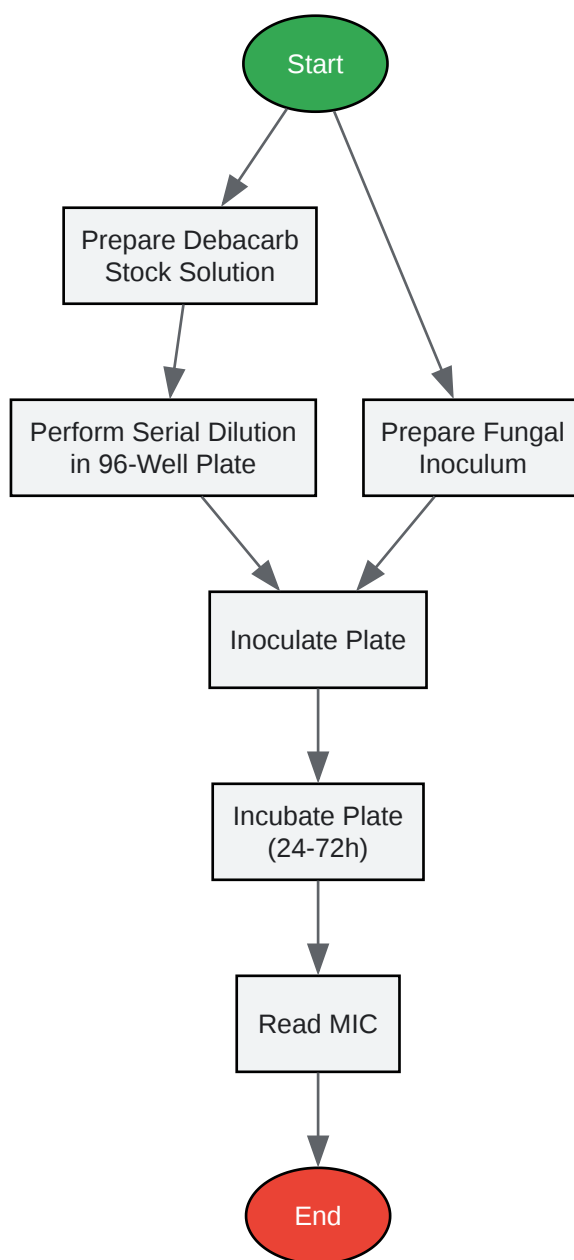 Start
Prepare Debacarb
Stock Solution
Perform Serial Dilution
in 96-Well Plate
Prepare Fungal
Inoculum
Inoculate Plate
Incubate Plate
(24-72h)
Read MIC
End